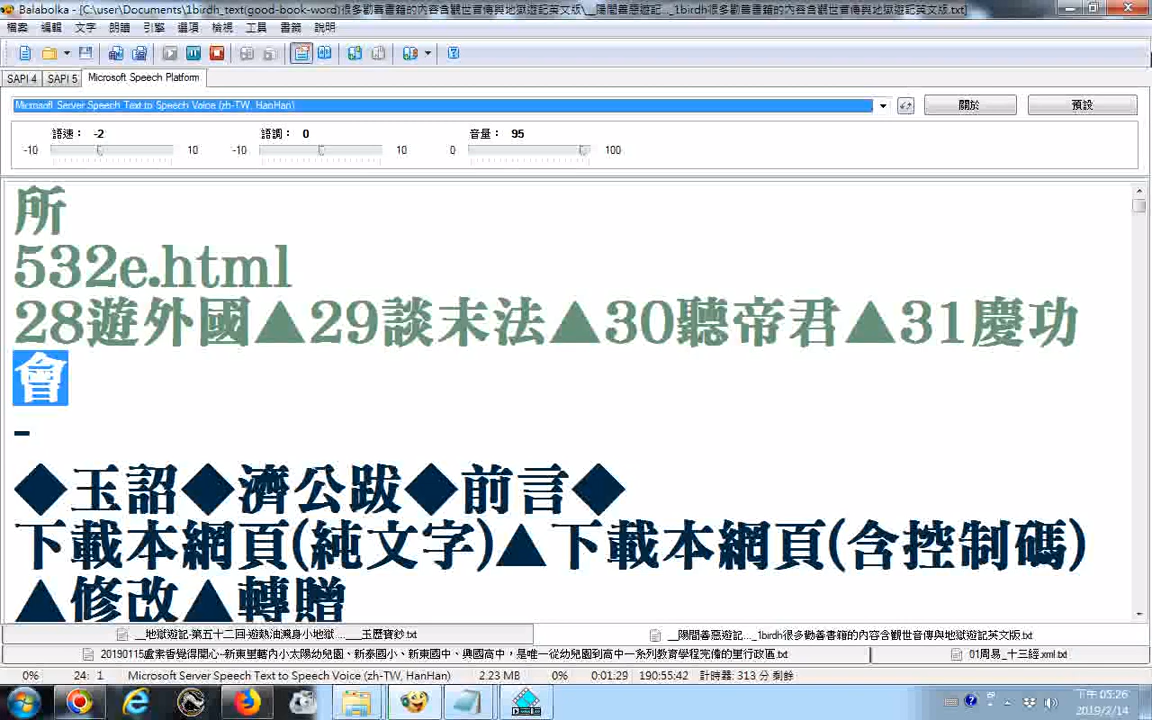 Balabolka - [C:\user\Documents\1birdh_text(good-book-word)很多勸善書籍的內容含觀世音傳與地獄遊記英文版\__陽間善惡遊記..._1birdh很多勸善書籍的內容含觀世音傳與地獄遊記英文版.txt]
檔案 編輯 文字 朗讀 引擎 選項 檢視 工具 書籤 說明
SAPI 4 SAPI 5 Microsoft Speech Platform
Microsoft Server Speech Text to Speech Voice (zh-TW, HanHan) 關於 預設
語速: -2 語調: 0 音量: 95
-10 10 -10 10 0 100
所
532e.html
28遊外國▲29談末法▲30聽帝君▲31慶功
會
-
◆玉詔◆濟公跋◆前言◆
下載本網頁(純文字)▲下載本網頁(含控制碼)
▲修改▲轉贈
__地獄遊記-第五十二回-遊熱油濺身小地獄....___玉歷寶鈔.txt __陽間善惡遊記..._1birdh很多勸善書籍的內容含觀世音傳與地獄遊記英文版.txt
20190115盧案皆覺得開心--新東里轄內小太陽幼兒園、新泰國小、新東國中、興國高中，是唯一從幼兒園到高中一系列教育學程完備的里行政區.txt 01周易_十三經.xml.txt
0% 24: 1 Microsoft Server Speech Text to Speech Voice (zh-TW, HanHan) 2.23 MB 0% 0:01:29 190:55:42 計時器: 313 分 剩餘
下午 05:26
2019/2/14